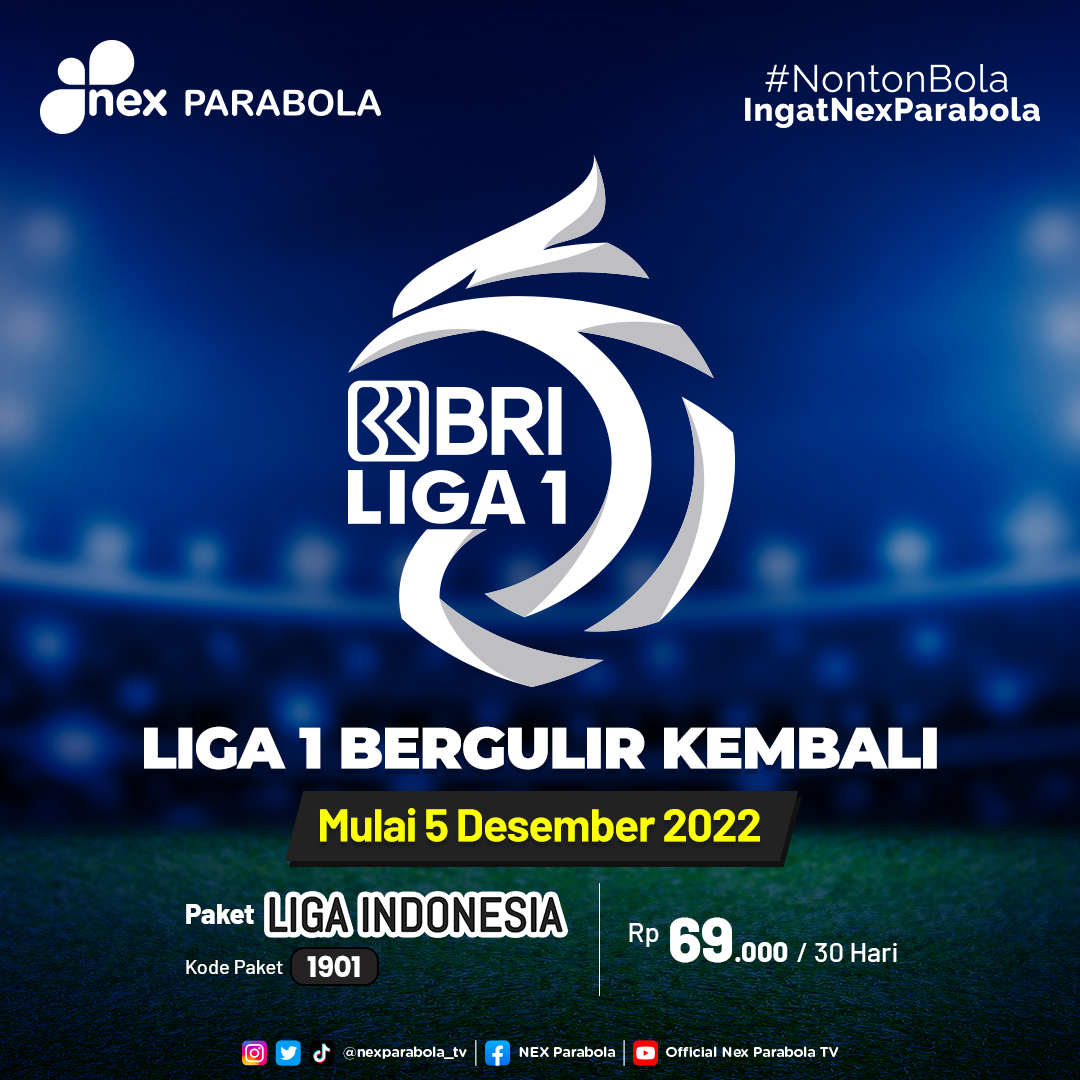 nex PARABOLA
#NontonBola
IngatNexParabola
BRI
LIGA 1
LIGA 1 BERGULIR KEMBALI
Mulai 5 Desember 2022
Paket LIGA INDONESIA
Kode Paket 1901
Rp 69.000 / 30 Hari
@nexparabola_tv | NEX Parabola | Official Nex Parabola TV